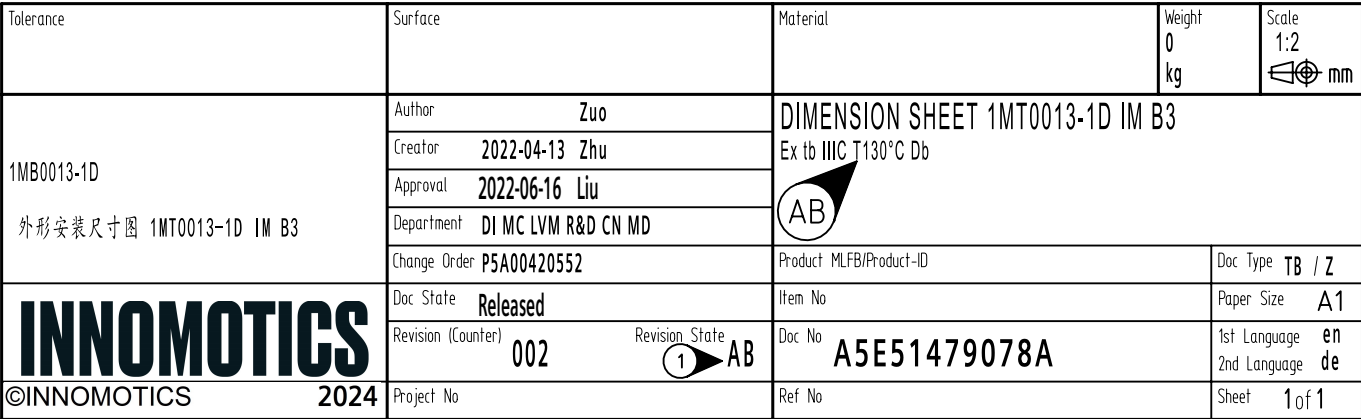 Tolerance
Surface
Material
Weight
0
kg
Scale
1:2
mm
1MB0013-1D
外形安装尺寸图 1MT0013-1D IM B3
Author Zuo
Creator 2022-04-13 Zhu
Approval 2022-06-16 Liu
Department DI MC LVM R&D CN MD
Change Order P5A00420552
DIMENSION SHEET 1MT0013-1D IM B3
Ex tb IIIC T130°C Db
AB
Product MLFB/Product-ID
Doc Type TB / Z
INNOMOTICS
©INNOMOTICS 2024
Doc State Released
Revision (Counter) 002
Revision State
1 AB
Project No
Item No
Doc No A5E51479078A
Ref No
Paper Size A1
1st Language en
2nd Language de
Sheet 1 of 1